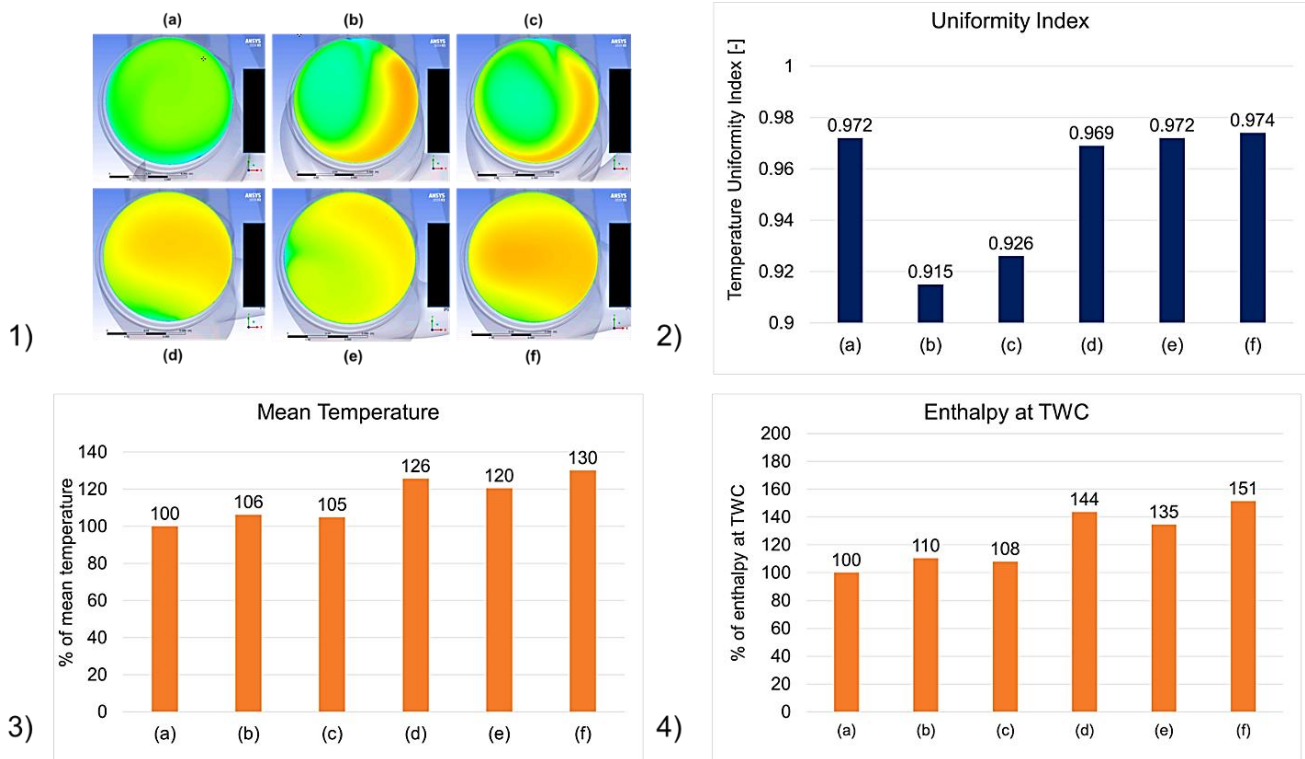 (a) (b) (c)
ANSYS ANSYS ANSYS
ANSYS ANSYS ANSYS
1)
(d) (e) (f)
Uniformity Index
Temperature Uniformity Index [-]
1
0.98
0.96
0.94
0.92
0.9
0.972 0.915 0.926 0.969 0.972 0.974
(a) (b) (c) (d) (e) (f)
2)
Mean Temperature
% of mean temperature
140
120
100
80
60
40
20
0
100 106 105 126 120 130
(a) (b) (c) (d) (e) (f)
3)
Enthalpy at TWC
% of enthalpy at TWC
200
180
160
140
120
100
80
60
40
20
0
100 110 108 144 135 151
(a) (b) (c) (d) (e) (f)
4)